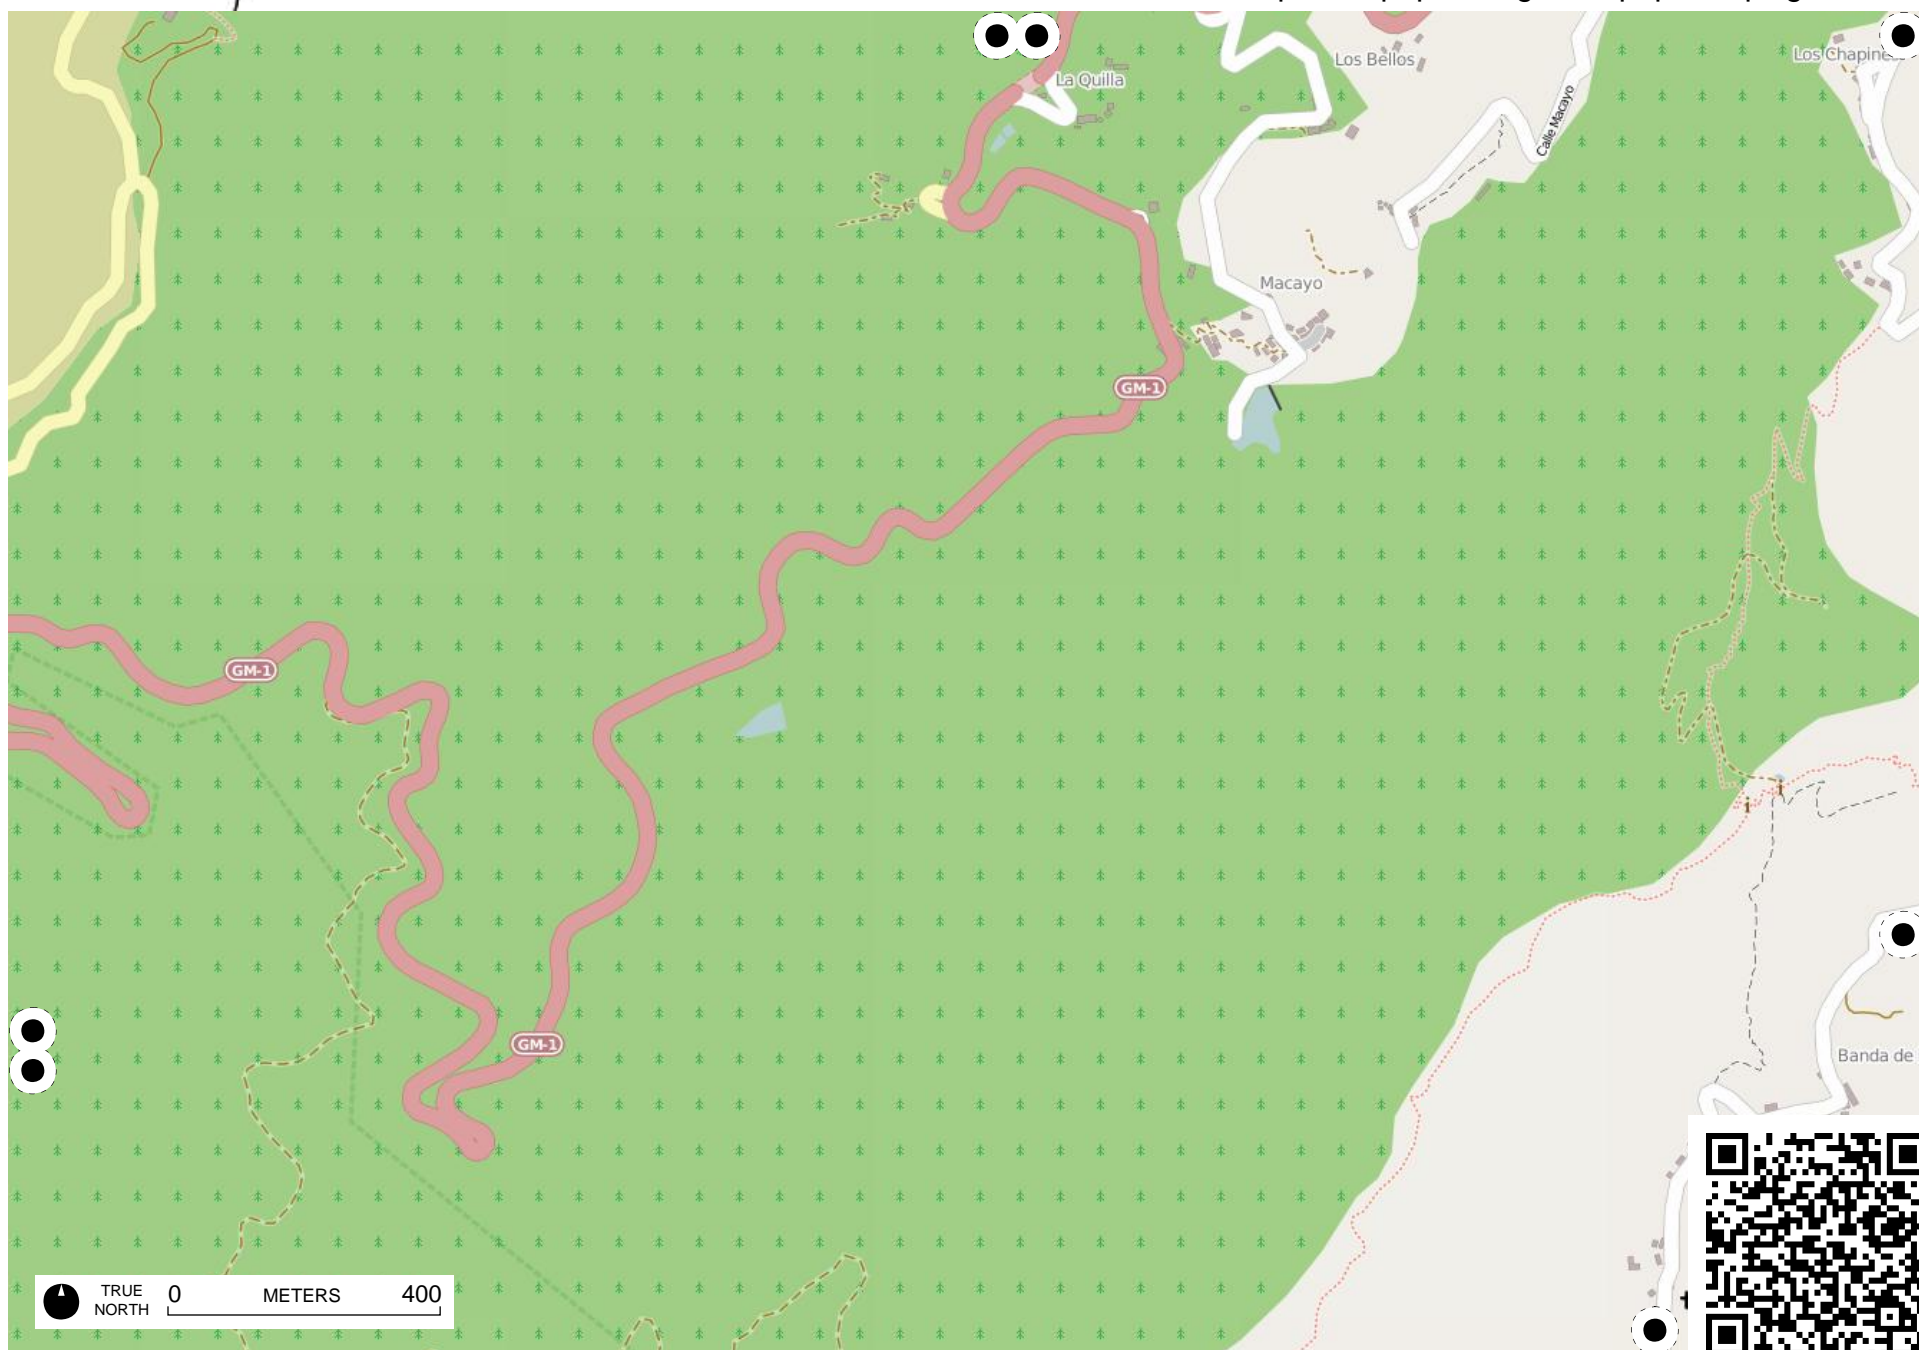 La Quilla
Los Bellos
Los Chapine
Calle Macayo
Macayo
GM-1
GM-1
GM-1
Banda de
TRUE
NORTH
0 METERS 400